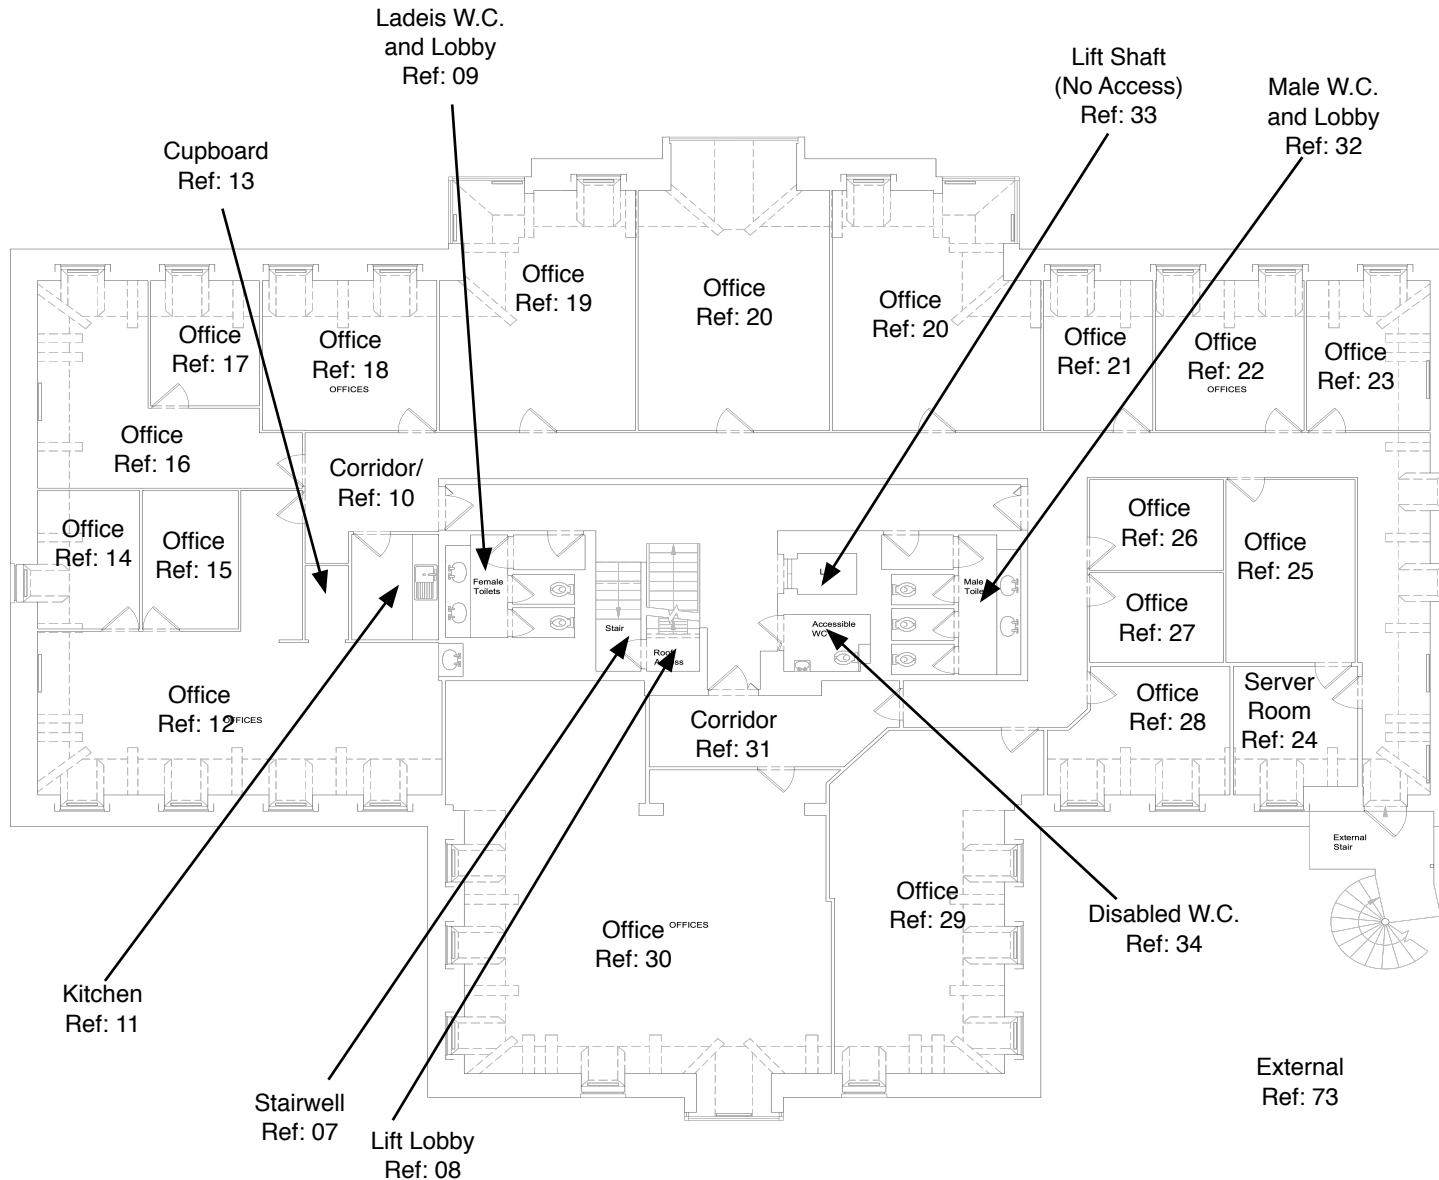 Ladeis W.C.
and Lobby
Ref: 09
Lift Shaft
(No Access)
Ref: 33
Male W.C.
and Lobby
Ref: 32
Cupboard
Ref: 13
Office
Ref: 19
Office
Ref: 20
Office
Ref: 20
Office
Ref: 17
Office
Ref: 18
OFFICES
Office
Ref: 21
Office
Ref: 22
OFFICES
Office
Ref: 23
Office
Ref: 16
Corridor/
Ref: 10
Office
Ref: 14
Office
Ref: 15
Office
Ref: 26
Office
Ref: 25
Female
Toilets
Male
Office
Ref: 27
Stair
Accessible
WC
Office
Ref: 12
OFFICES
Corridor
Ref: 31
Office
Ref: 28
Server
Room
Ref: 24
External
Stair
Office
Ref: 29
Office
Ref: 30
OFFICES
Disabled W.C.
Ref: 34
Kitchen
Ref: 11
External
Ref: 73
Stairwell
Ref: 07
Lift Lobby
Ref: 08